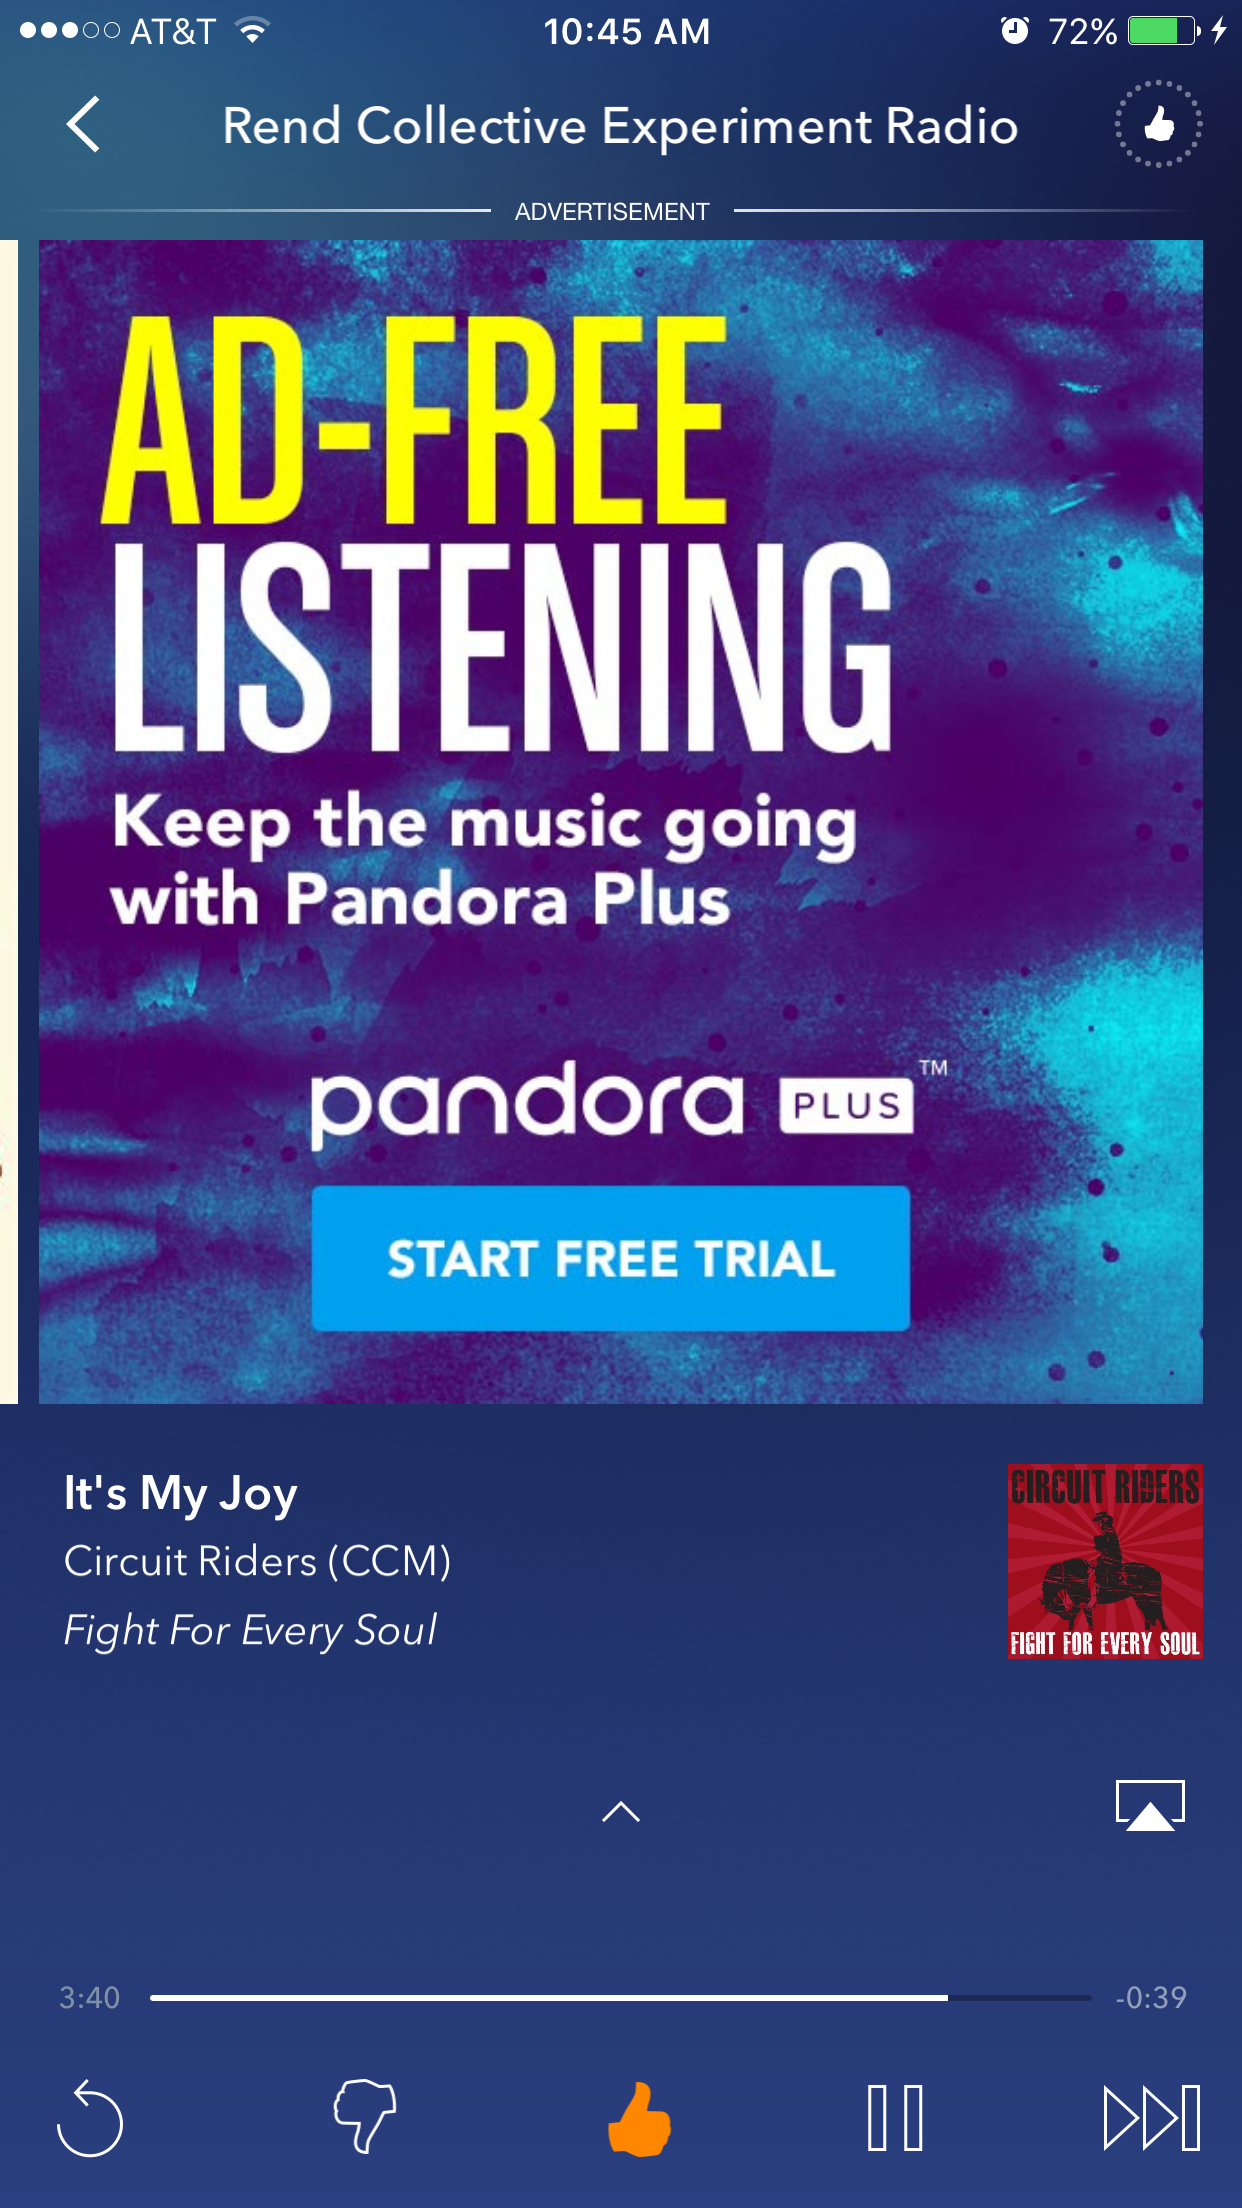 AT&T 10:45 AM 72%
Rend Collective Experiment Radio
ADVERTISEMENT
AD-FREE
LISTENING
Keep the music going
with Pandora Plus
pandora PLUS ™
START FREE TRIAL
It's My Joy
Circuit Riders (CCM)
Fight For Every Soul
CIRCUIT RIDERS
FIGHT FOR EVERY SOUL
3:40 -0:39